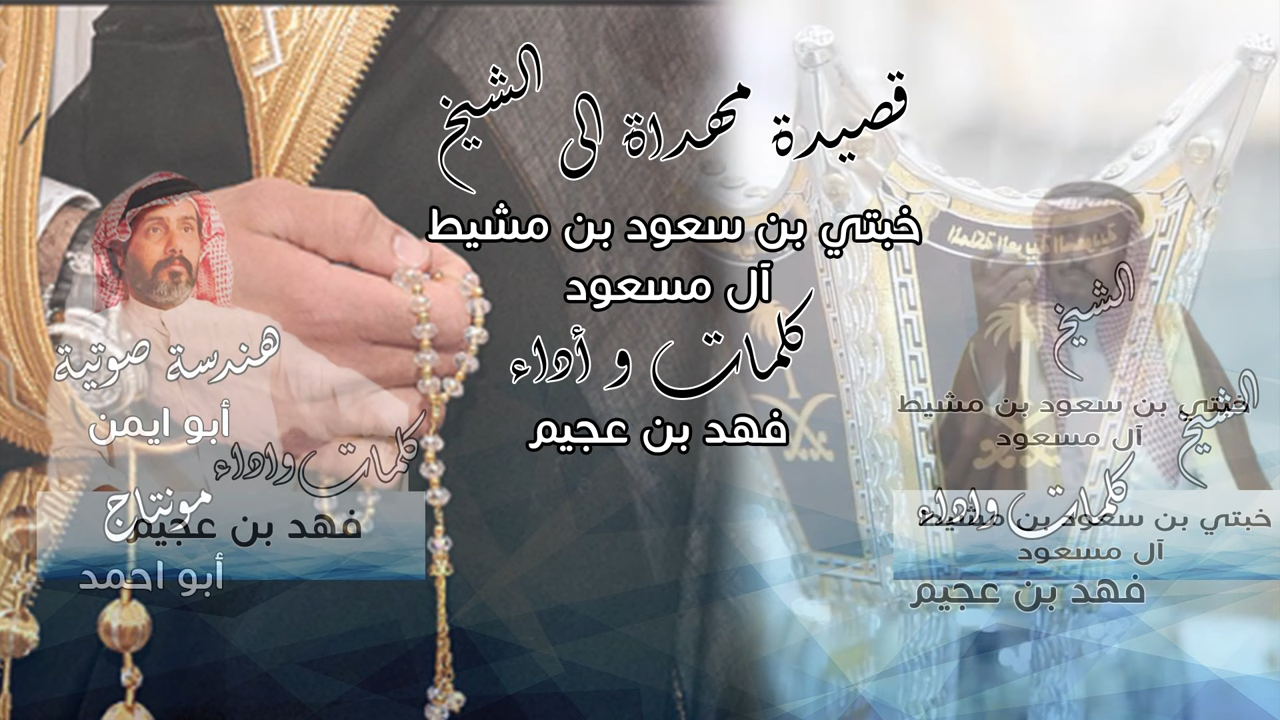 قصيدة مهداة الى الشيخ
خبتي بن سعود بن مشيط
آل مسعود
كلمات و أداء
فهد بن عجيم
هندسة صوتية
أبو ايمن
كلمات واداء
مونتاج
فهد بن عجيم
أبو احمد
الشيخ
خبتي بن سعود بن مشيط
آل مسعود
الشيخ
كلمات واداء
خبتي بن سعود بن مشيط
آل مسعود
فهد بن عجيم